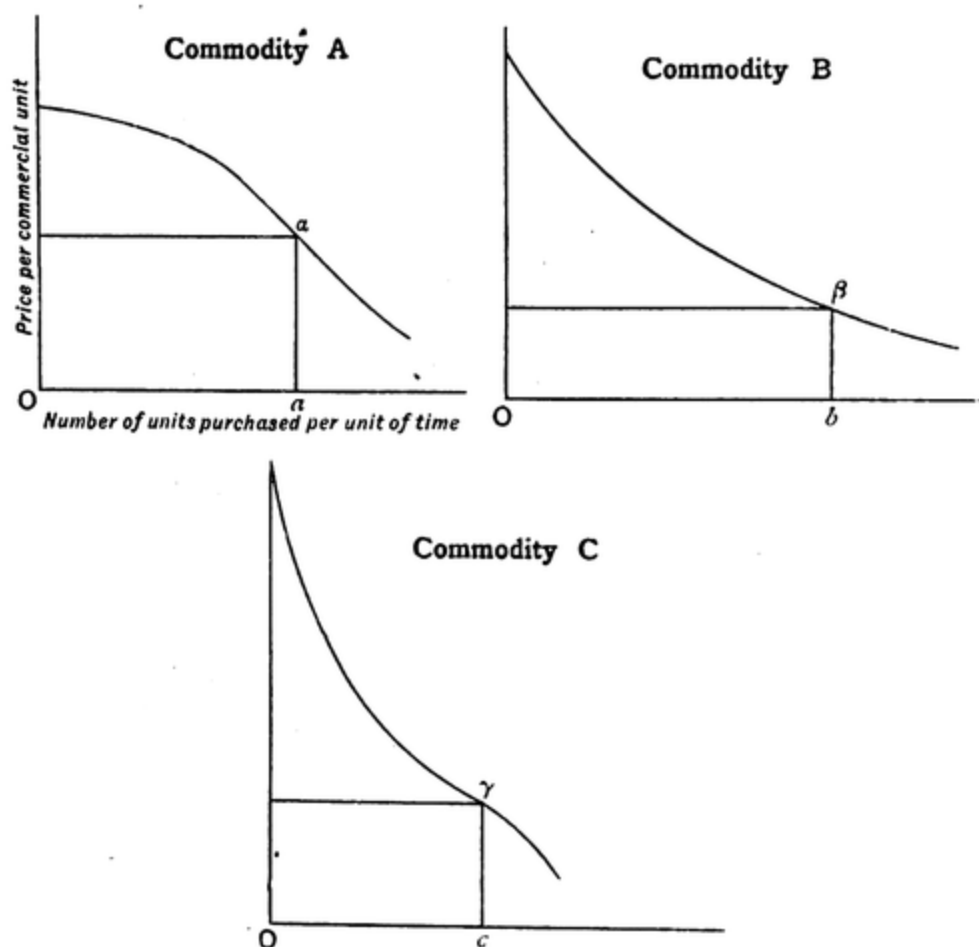 Commodity A
Price per commercial unit
α
O
a
Number of units purchased per unit of time
Commodity B
β
O
b
Commodity C
γ
O
c